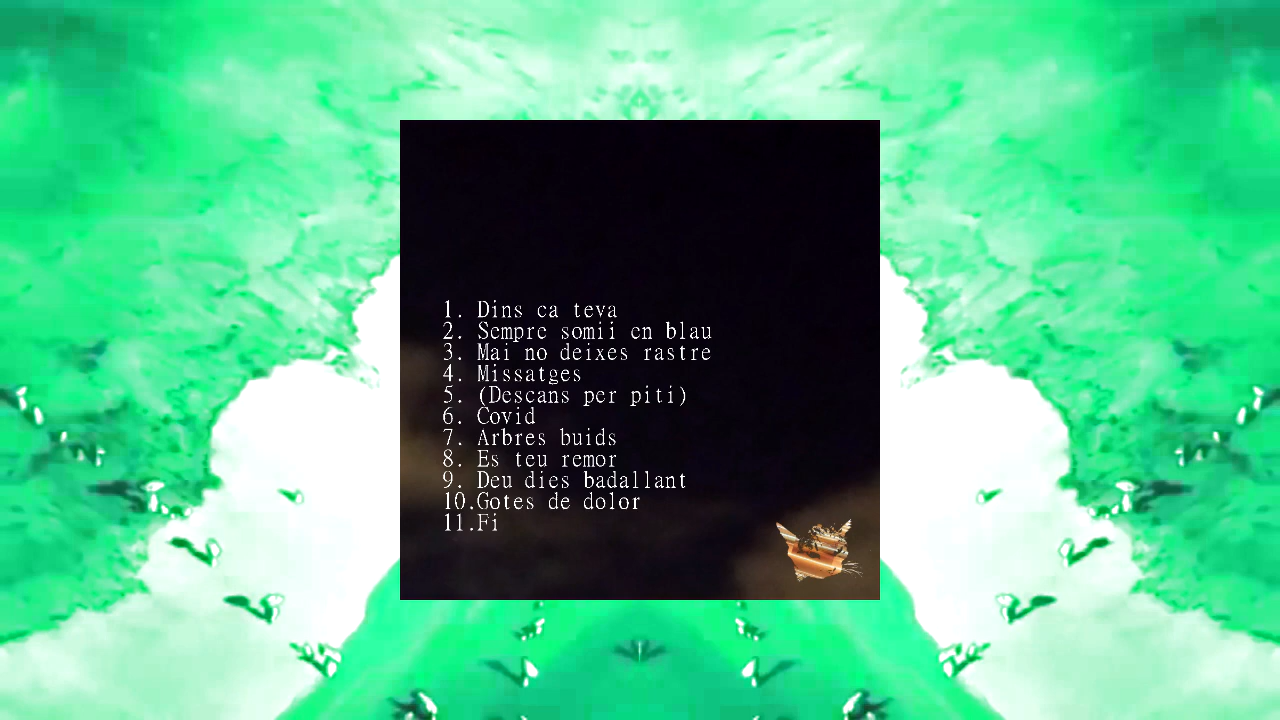 1. Dins ca teva
2. Sempre somii en blau
3. Mai no deixes rastre
4. Missatges
5. (Descans per piti)
6. Covid
7. Arbres buids
8. Es teu remor
9. Deu dies badallant
10.Gotes de dolor
11.Fi